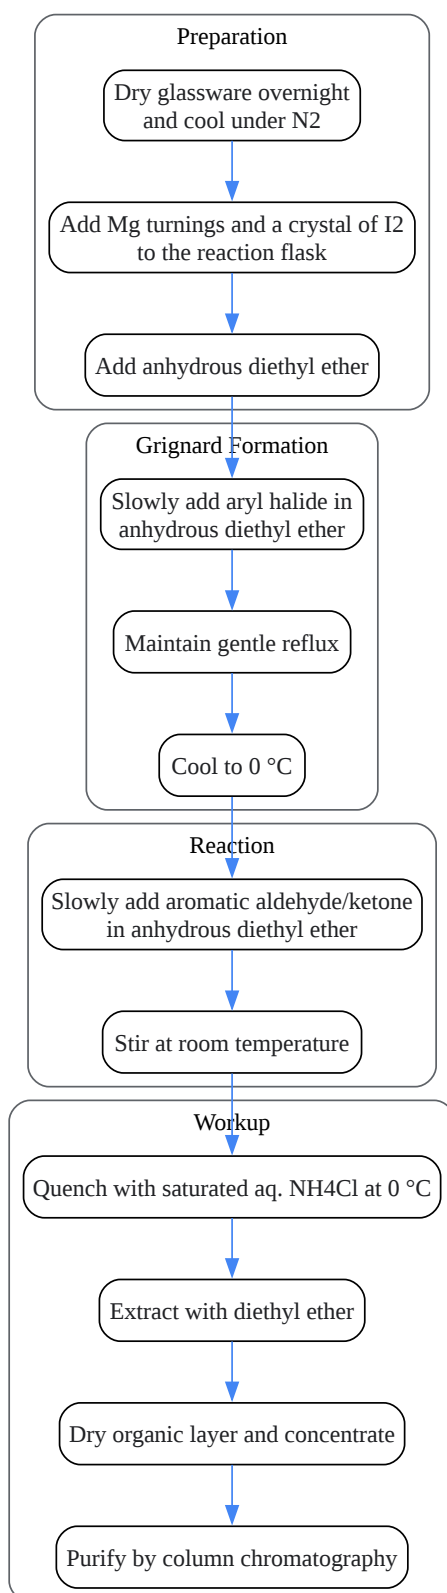 Preparation
Dry glassware overnight
and cool under N2
Add Mg turnings and a crystal of I2
to the reaction flask
Add anhydrous diethyl ether
Grignard Formation
Slowly add aryl halide in
anhydrous diethyl ether
Maintain gentle reflux
Cool to 0 °C
Reaction
Slowly add aromatic aldehyde/ketone
in anhydrous diethyl ether
Stir at room temperature
Workup
Quench with saturated aq. NH4Cl at 0 °C
Extract with diethyl ether
Dry organic layer and concentrate
Purify by column chromatography